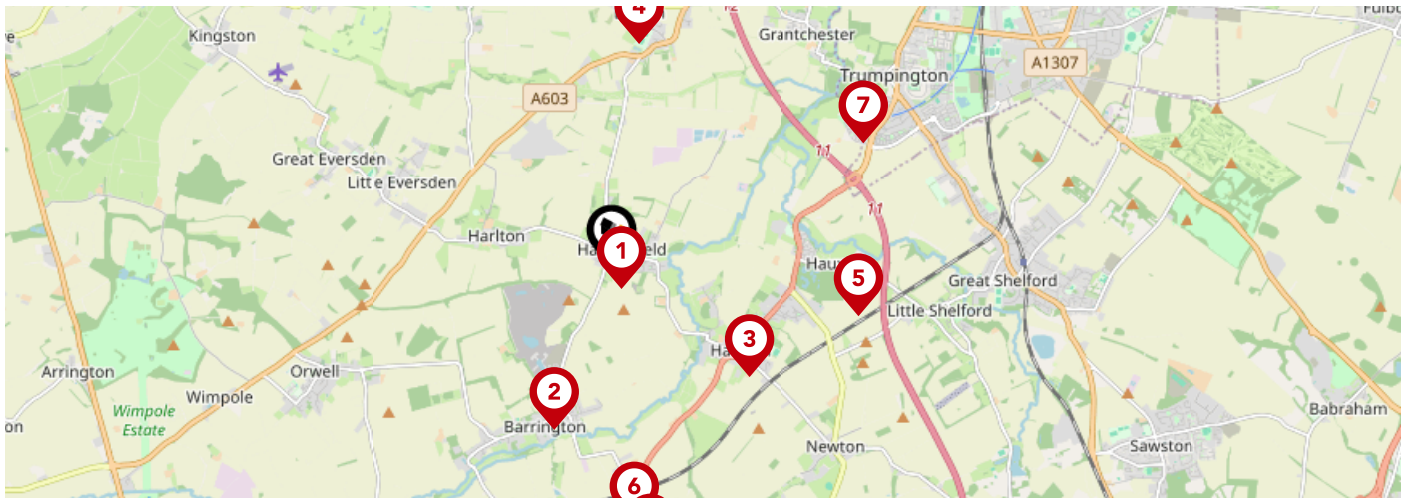 4
12
Kingston
Grantchester
Trumpington
A1307
A603
7
11
Great Eversden
Little Eversden
Harlton
1
11
5
Great Shelford
Little Shelford
3
Arrington
Orwell
Wimpole
2
Wimpole
Estate
Barrington
Newton
Babraham
Sawston
6